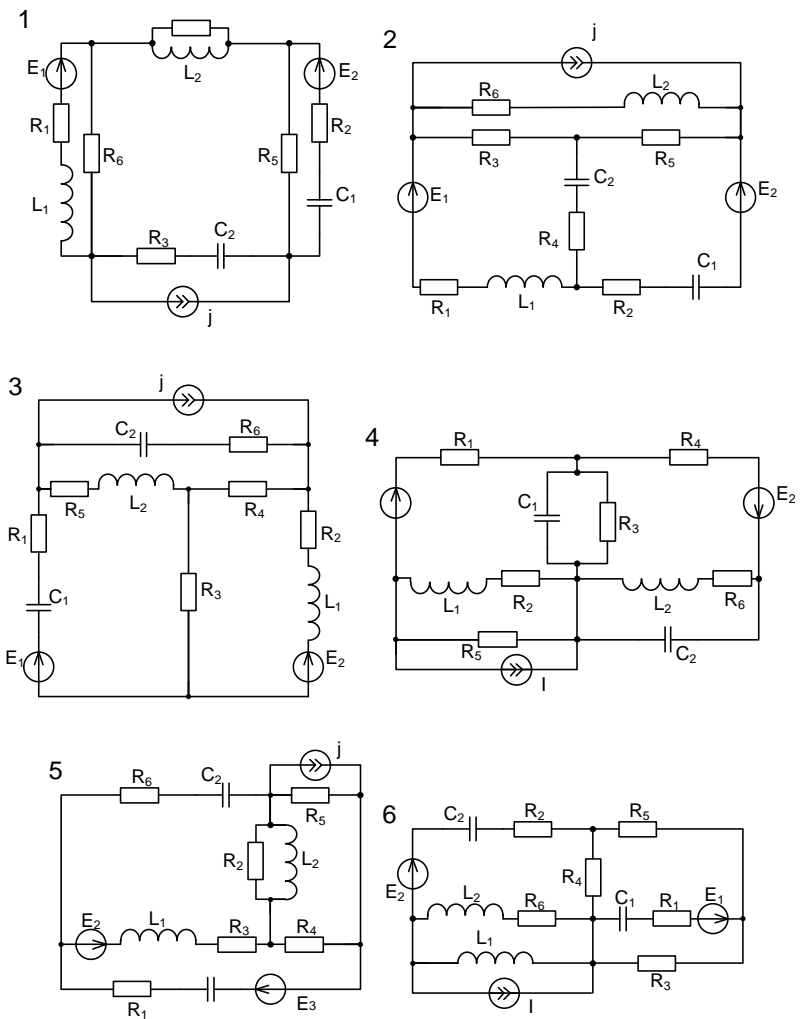 1
L₂
E₁
E₂
R₁
R₂
R₆
R₅
L₁
C₁
R₃
C₂
j
2
j
R₆
L₂
R₃
R₅
C₂
E₁
E₂
R₄
C₁
R₁
L₁
R₂
3
j
C₂
R₆
R₅
L₂
R₄
R₁
R₂
R₃
C₁
L₁
E₁
E₂
4
R₁
R₄
C₁
R₃
E₂
L₁
R₂
L₂
R₆
R₅
C₂
I
5
j
R₆
C₂
R₅
R₂
L₂
E₂
L₁
R₃
R₄
R₁
E₃
6
C₂
R₂
R₅
R₄
E₂
L₂
R₆
C₁
R₁
E₁
L₁
R₃
I